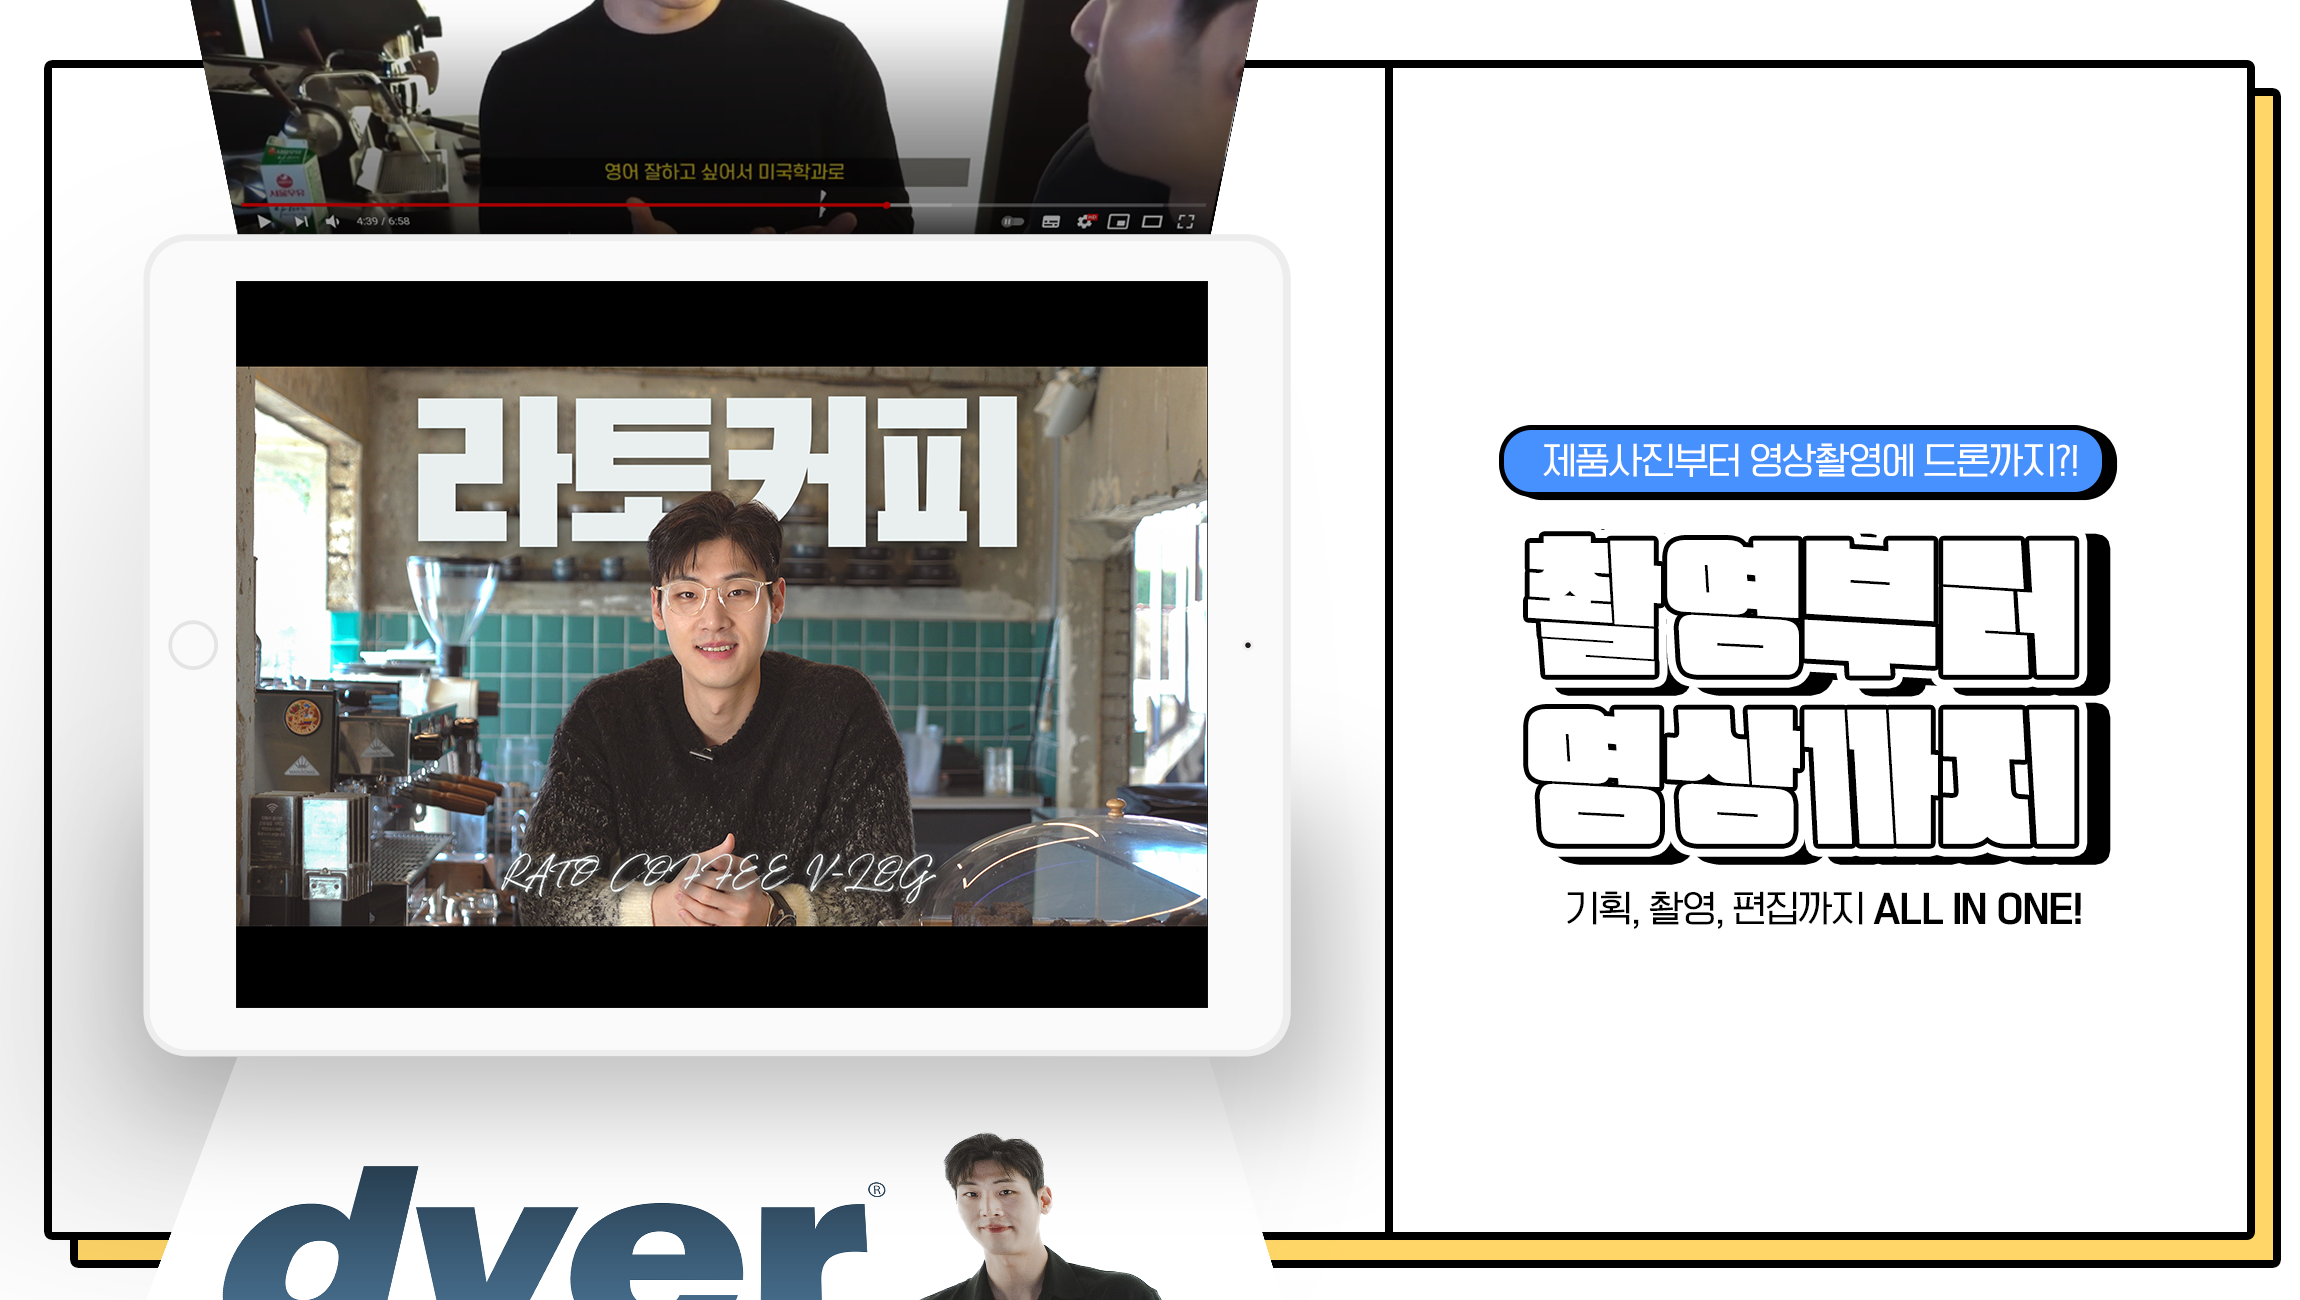 영어 잘하고 싶어서 미국학과로
4:39 / 6:58
HD
라토커피
RATO COFFEE V-LOG
dyer®
제품사진부터 영상촬영에 드론까지?!
촬영부터
영상까지
기획, 촬영, 편집까지 ALL IN ONE!